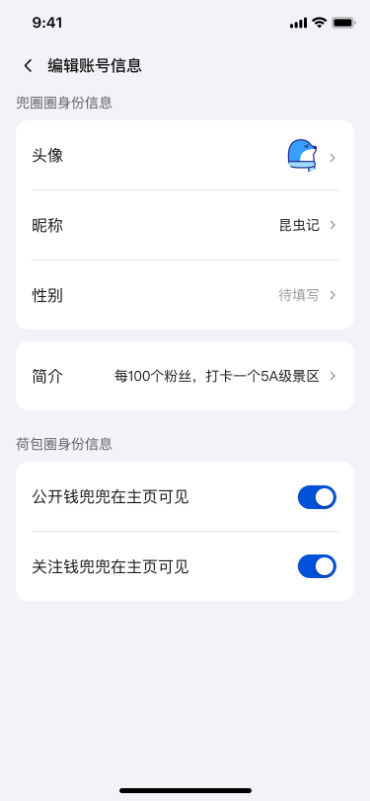 9:41
编辑账号信息
兜圈圈身份信息
头像
昵称 昆虫记
性别 待填写
简介 每100个粉丝，打卡一个5A级景区
荷包圈身份信息
公开钱兜兜在主页可见
关注钱兜兜在主页可见